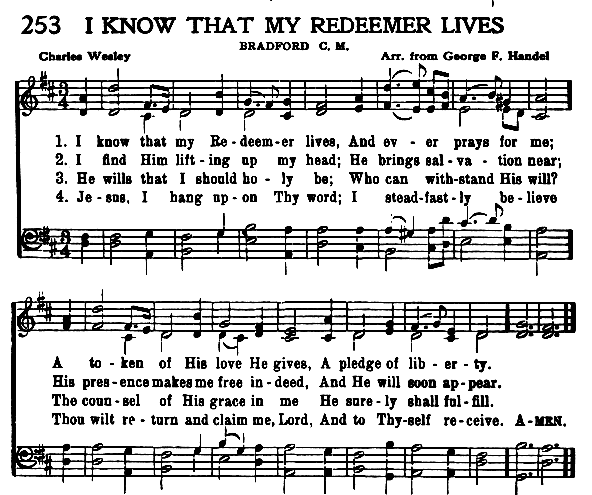 253 I KNOW THAT MY REDEEMER LIVES
BRADFORD C. M.
Charles Wesley Arr. from George F. Handel
3 4
1. I know that my Re-deem-er lives, And ev - er prays for me;
2. I find Him lift-ing up my head; He brings sal-va - tion near;
3. He wills that I should ho-ly be; Who can with-stand His will?
4. Je-sus, I hang up-on Thy word; I stead-fast-ly be-lieve
3 4
A to-ken of His love He gives, A pledge of lib-er-ty.
His pres-ence makes me free in-deed, And He will soon ap-pear.
The coun-sel of His grace in me He sure-ly shall ful-fill.
Thou wilt re-turn and claim me, Lord, And to Thy-self re-ceive. A-MEN.